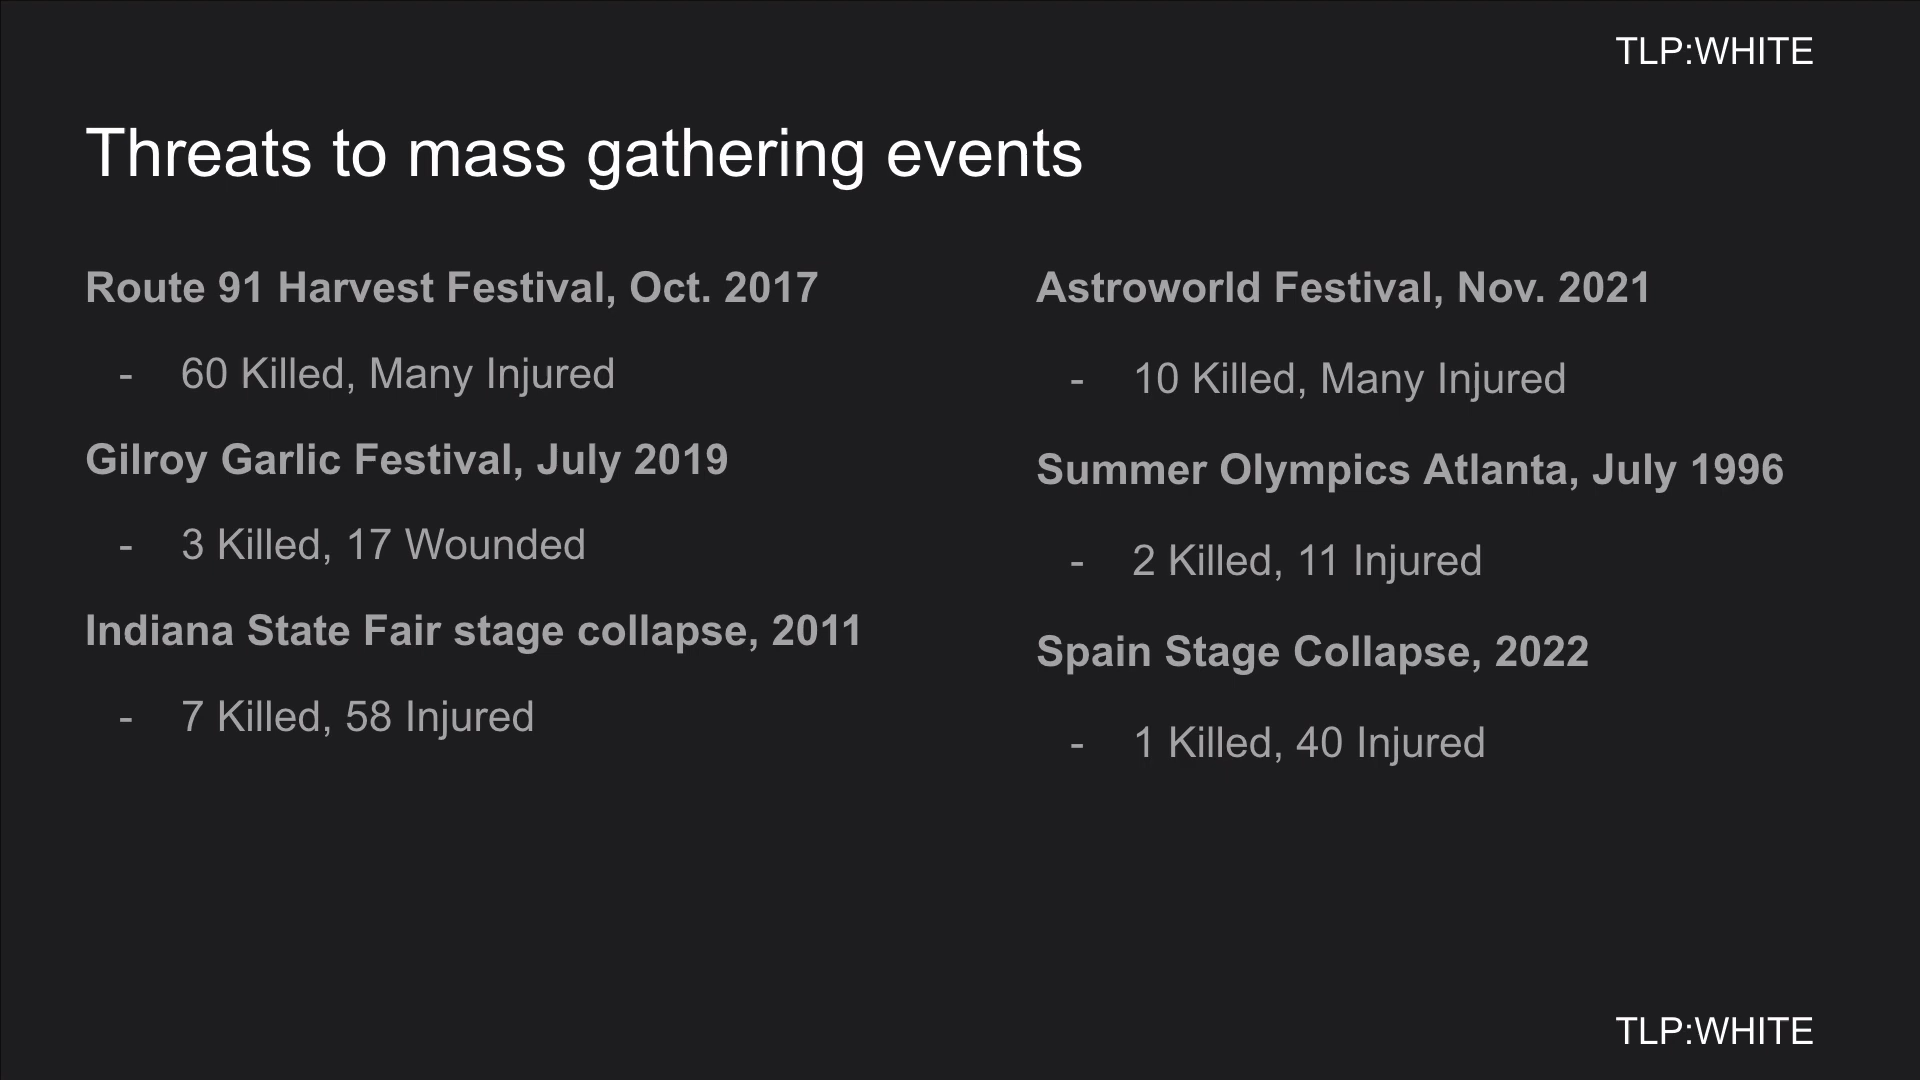 TLP:WHITE
Threats to mass gathering events
Route 91 Harvest Festival, Oct. 2017
- 60 Killed, Many Injured
Gilroy Garlic Festival, July 2019
- 3 Killed, 17 Wounded
Indiana State Fair stage collapse, 2011
- 7 Killed, 58 Injured
Astroworld Festival, Nov. 2021
- 10 Killed, Many Injured
Summer Olympics Atlanta, July 1996
- 2 Killed, 11 Injured
Spain Stage Collapse, 2022
- 1 Killed, 40 Injured
TLP:WHITE